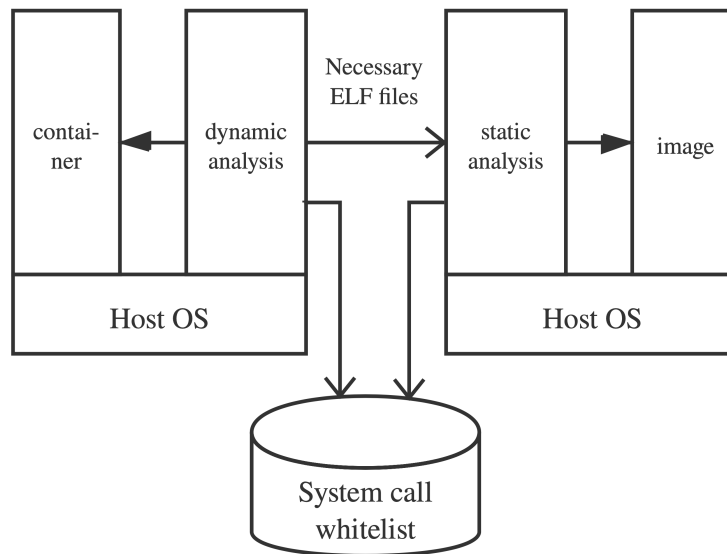 contai-
ner
dynamic
analysis
Necessary
ELF files
static
analysis
image
Host OS
Host OS
System call
whitelist